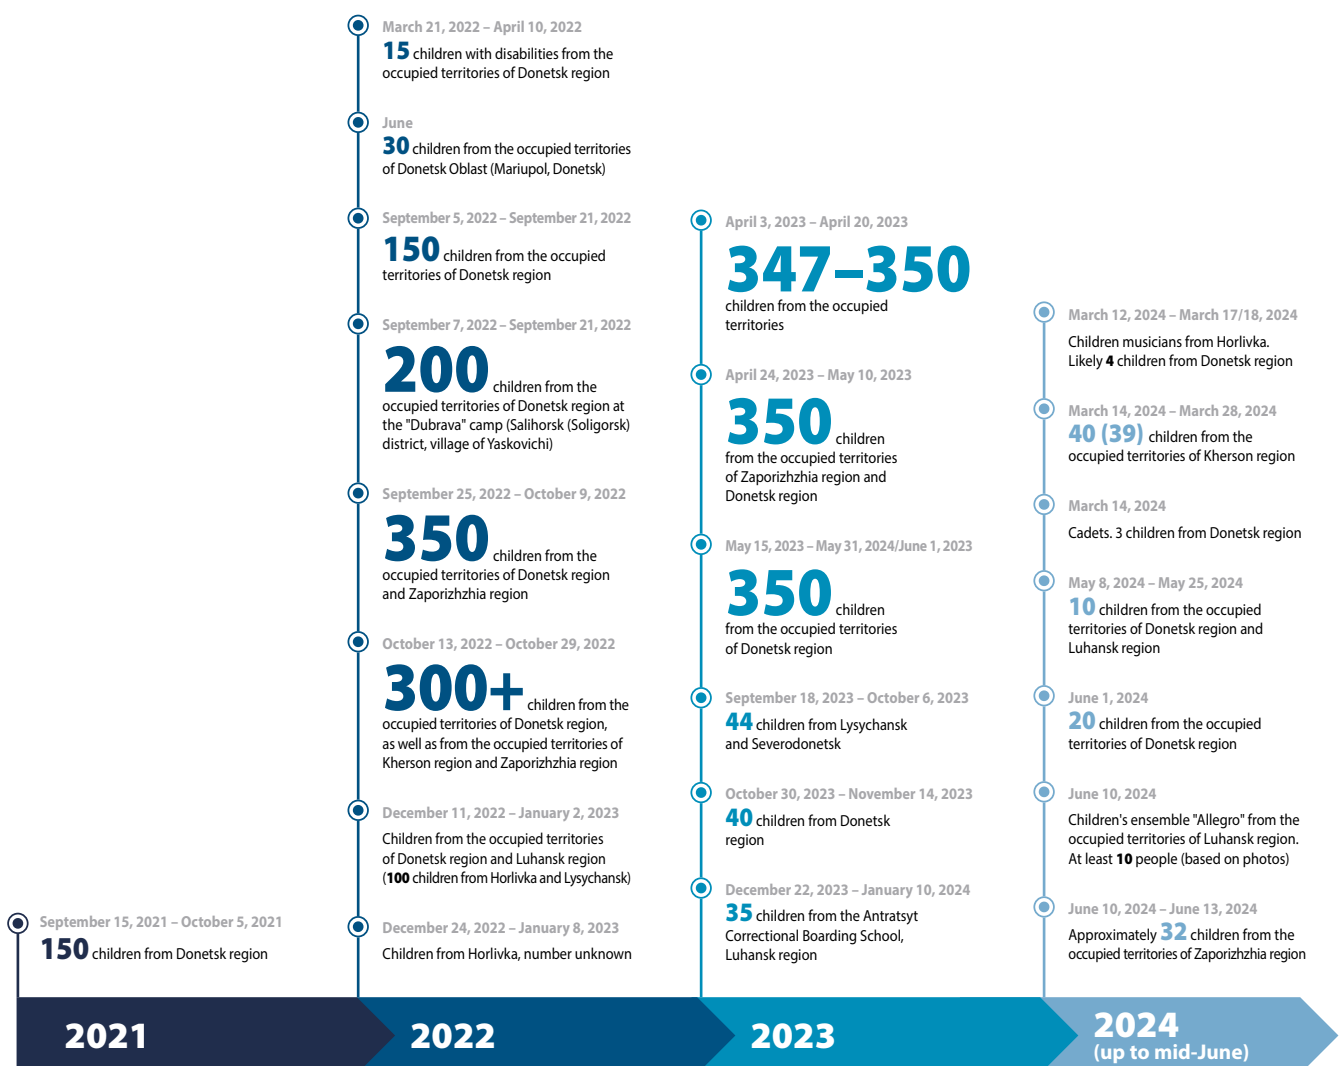 March 21, 2022 – April 10, 2022
15 children with disabilities from the
occupied territories of Donetsk region
June
30 children from the occupied territories
of Donetsk Oblast (Mariupol, Donetsk)
September 5, 2022 – September 21, 2022
150 children from the occupied
territories of Donetsk region
September 7, 2022 – September 21, 2022
200 children from the
occupied territories of Donetsk region at
the "Dubrava" camp (Salihorsk (Soligorsk)
district, village of Yaskovichi)
September 25, 2022 – October 9, 2022
350 children from the
occupied territories of Donetsk region
and Zaporizhzhia region
October 13, 2022 – October 29, 2022
300+ children from the
occupied territories of Donetsk region,
as well as from the occupied territories of
Kherson region and Zaporizhzhia region
December 11, 2022 – January 2, 2023
Children from the occupied territories
of Donetsk region and Luhansk region
(100 children from Horlivka and Lysychansk)
December 24, 2022 – January 8, 2023
Children from Horlivka, number unknown
September 15, 2021 – October 5, 2021
150 children from Donetsk region
April 3, 2023 – April 20, 2023
347–350
children from the occupied
territories
April 24, 2023 – May 10, 2023
350 children
from the occupied territories
of Zaporizhzhia region and
Donetsk region
May 15, 2023 – May 31, 2024/June 1, 2023
350 children
from the occupied territories
of Donetsk region
September 18, 2023 – October 6, 2023
44 children from Lysychansk
and Severodonetsk
October 30, 2023 – November 14, 2023
40 children from Donetsk
region
December 22, 2023 – January 10, 2024
35 children from the Antratsyt
Correctional Boarding School,
Luhansk region
March 12, 2024 – March 17/18, 2024
Children musicians from Horlivka.
Likely 4 children from Donetsk region
March 14, 2024 – March 28, 2024
40 (39) children from the
occupied territories of Kherson region
March 14, 2024
Cadets. 3 children from Donetsk region
May 8, 2024 – May 25, 2024
10 children from the occupied
territories of Donetsk region and
Luhansk region
June 1, 2024
20 children from the occupied
territories of Donetsk region
June 10, 2024
Children's ensemble "Allegro" from the
occupied territories of Luhansk region.
At least 10 people (based on photos)
June 10, 2024 – June 13, 2024
Approximately 32 children from the
occupied territories of Zaporizhzhia region
2021
2022
2023
2024
(up to mid-June)